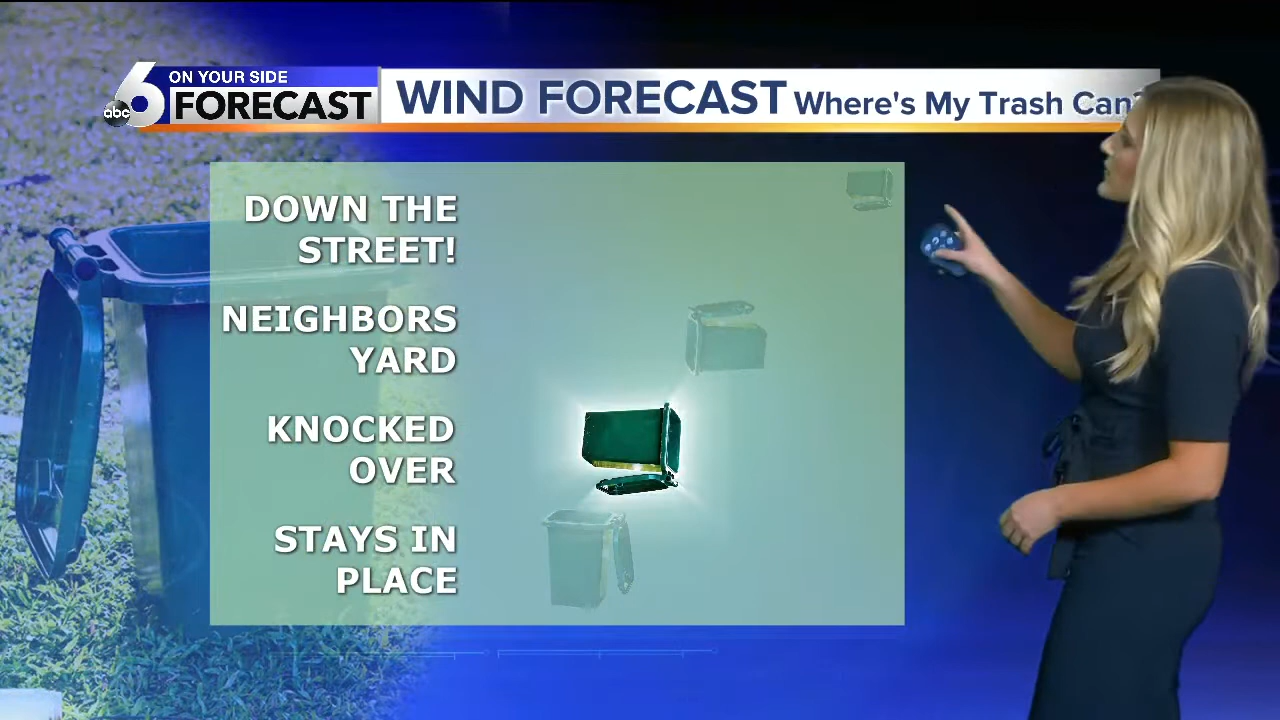 ON YOUR SIDE
abc 6 FORECAST
WIND FORECAST Where's My Trash Can?
DOWN THE
STREET!
NEIGHBORS
YARD
KNOCKED
OVER
STAYS IN
PLACE